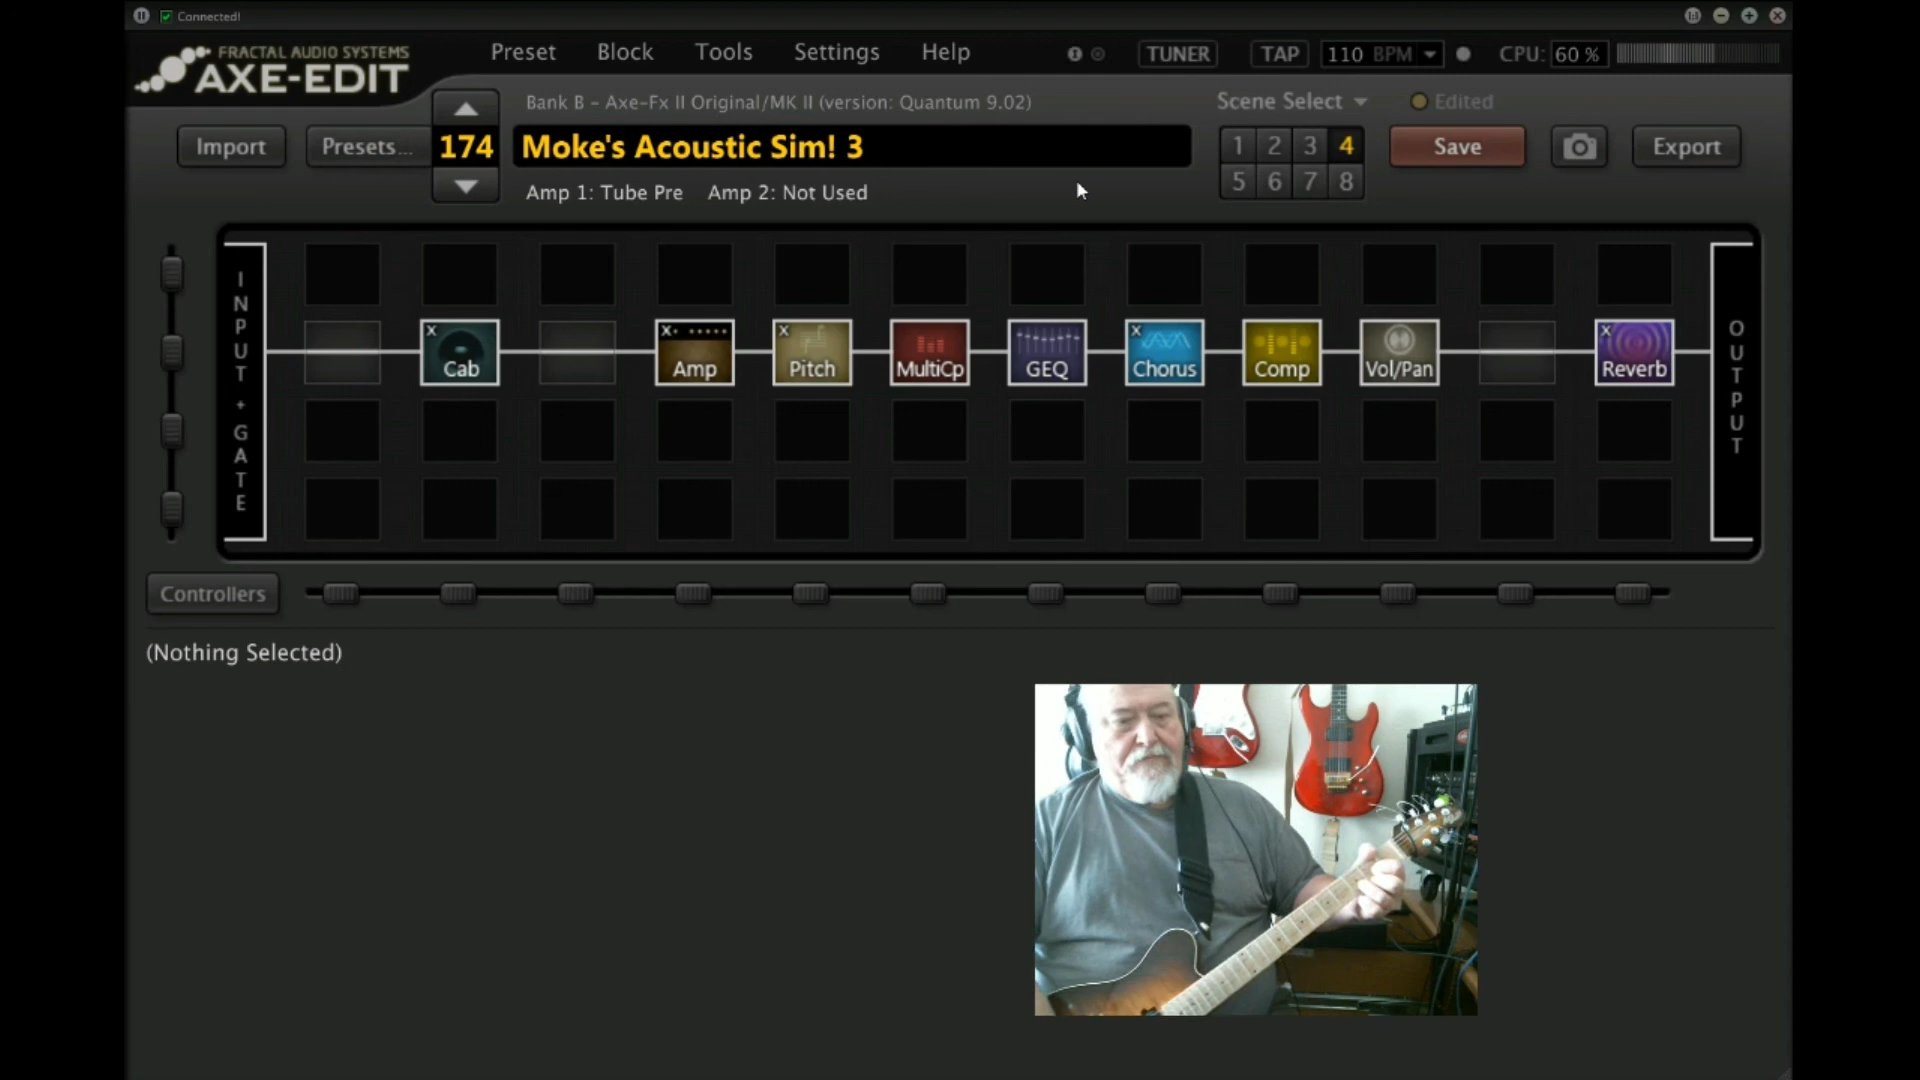 Connected!
FRACTAL AUDIO SYSTEMS
AXE-EDIT
Preset Block Tools Settings Help
TUNER TAP 110 BPM CPU: 60 %
Bank B - Axe-Fx II Original/MK II (version: Quantum 9.02)
Scene Select Edited
Import Presets... 174 Moke's Acoustic Sim! 3
1 2 3 4
Save Export
5 6 7 8
Amp 1: Tube Pre Amp 2: Not Used
INPUT + GATE
X Cab
X Amp
X Pitch
MultiCp
GEQ
X Chorus
Comp
Vol/Pan
X Reverb
OUTPUT
Controllers
(Nothing Selected)